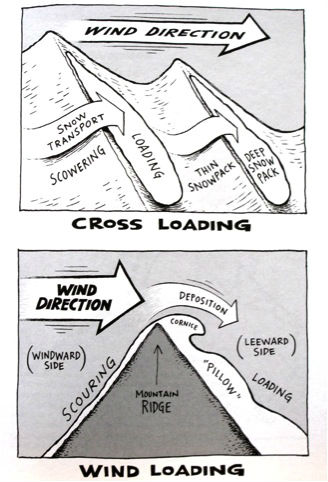 WIND DIRECTION
SNOW
TRANSPORT
SCOWERING
LOADING
THIN
SNOWPACK
DEEP
SNOW
PACK
CROSS LOADING
WIND
DIRECTION
DEPOSITION
CORNICE
(WINDWARD
SIDE)
(LEEWARD
SIDE)
SCOURING
"PILLOW"
LOADING
MOUNTAIN
RIDGE
WIND LOADING